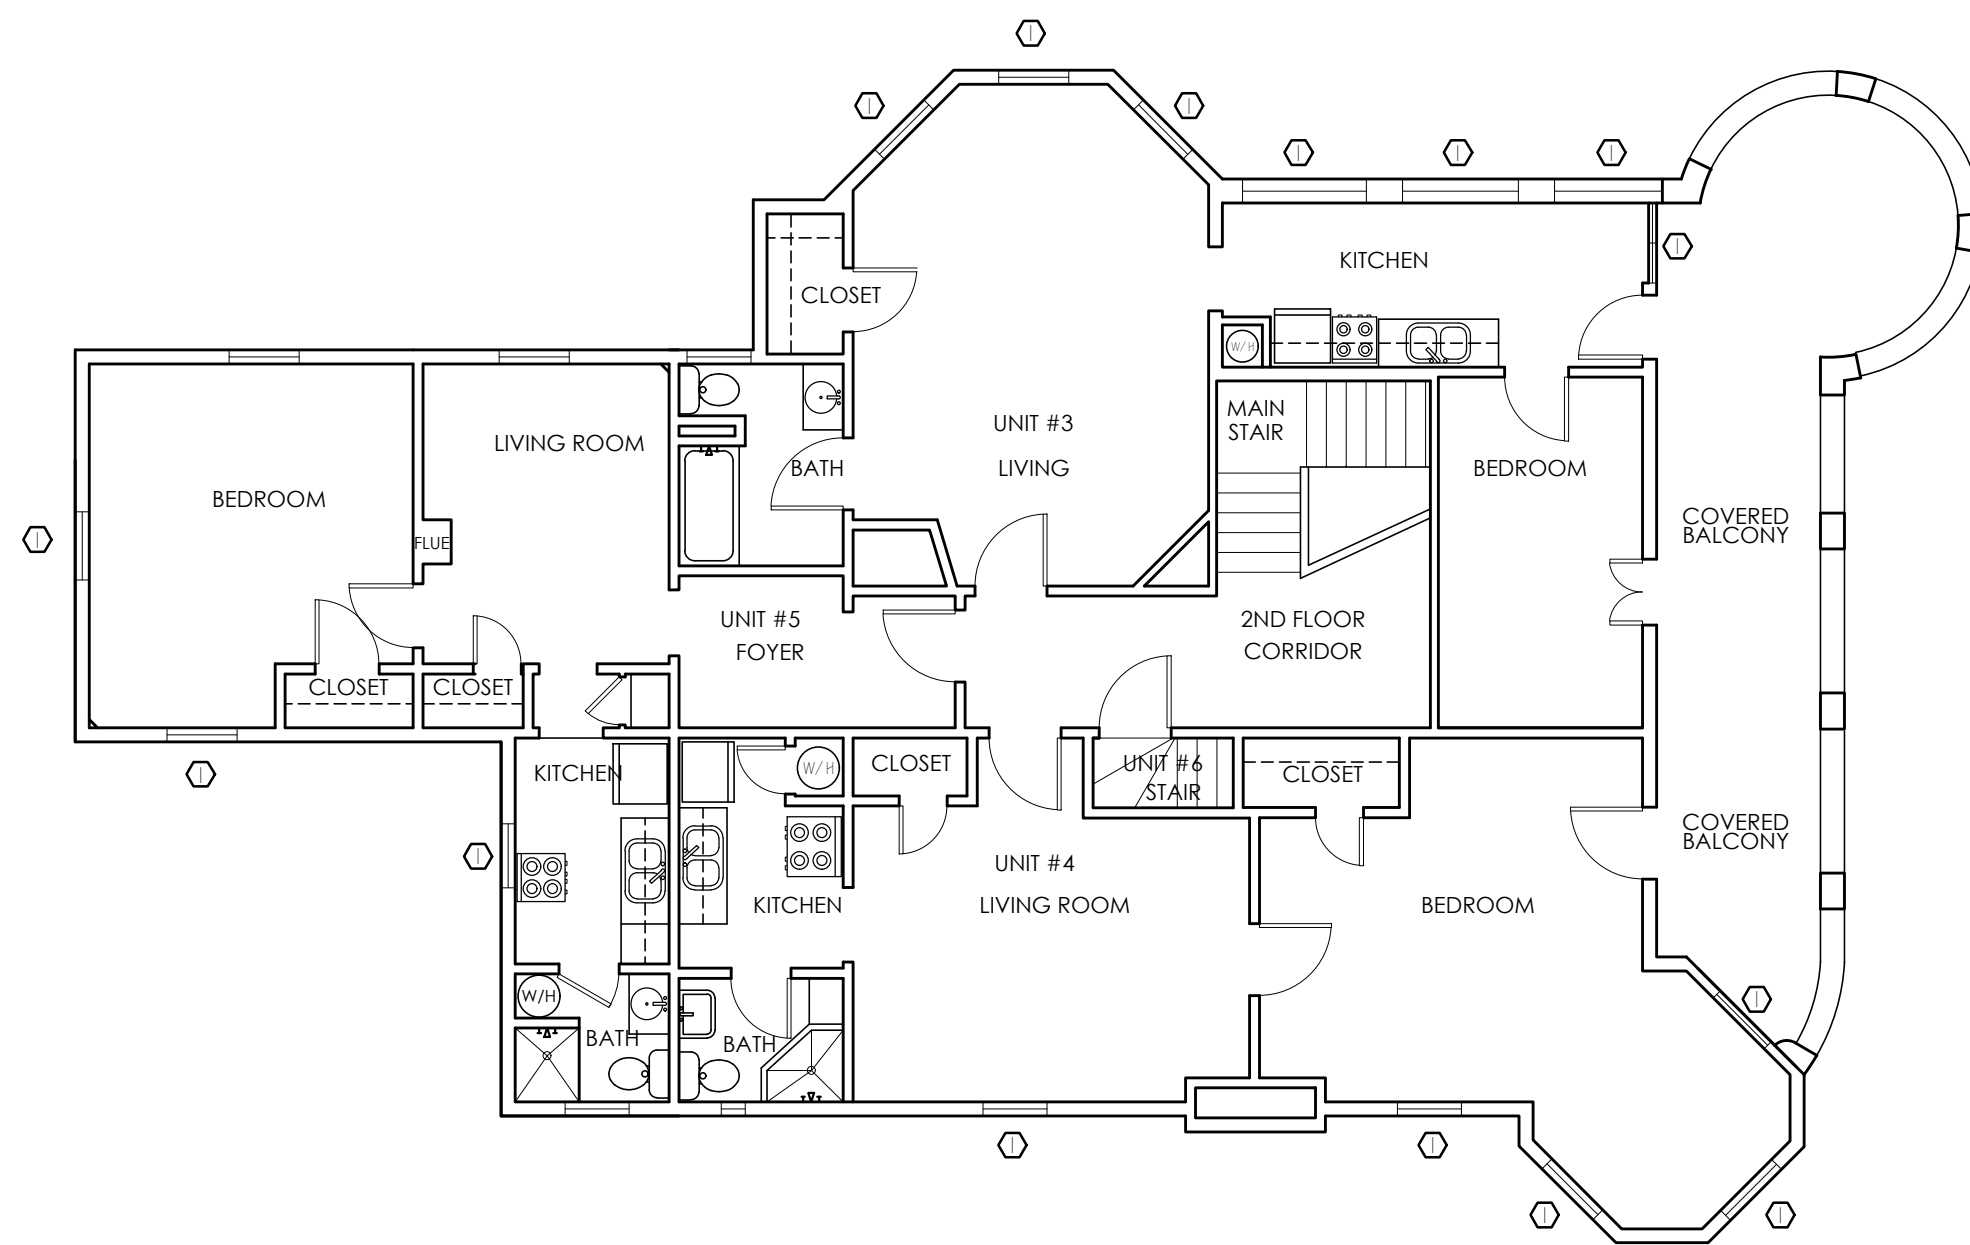 KITCHEN
CLOSET
W/H
MAIN
STAIR
UNIT #3
LIVING
LIVING ROOM
BATH
BEDROOM
BEDROOM
COVERED
BALCONY
FLUE
UNIT #5
FOYER
2ND FLOOR
CORRIDOR
CLOSET
CLOSET
KITCHEN
W/H
CLOSET
UNIT #6
STAIR
CLOSET
COVERED
BALCONY
UNIT #4
LIVING ROOM
KITCHEN
BEDROOM
W/H
BATH
BATH